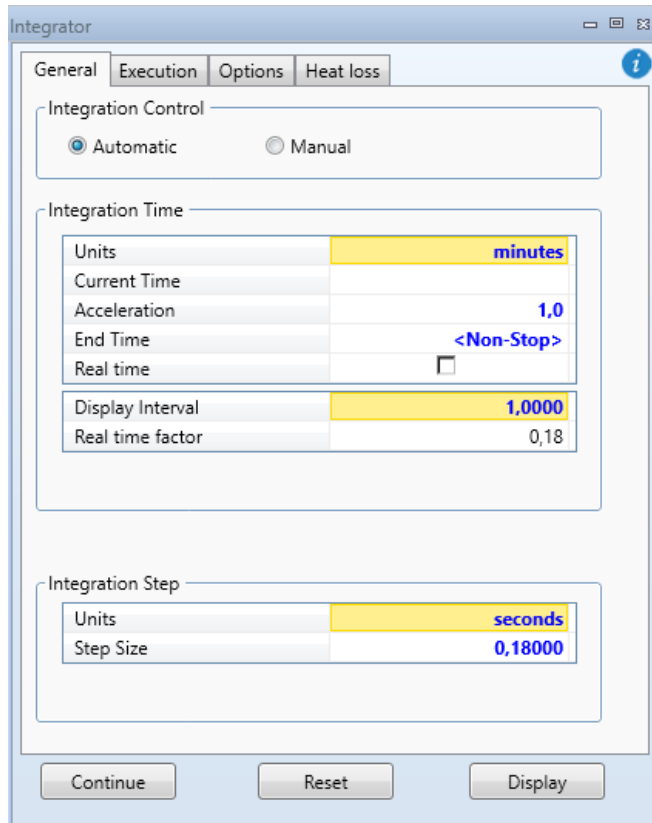 Integrator
General Execution Options Heat loss
i
Integration Control
Automatic Manual
Integration Time
Units minutes
Current Time
Acceleration 1,0
End Time <Non-Stop>
Real time
Display Interval 1,0000
Real time factor 0,18
Integration Step
Units seconds
Step Size 0,18000
Continue Reset Display